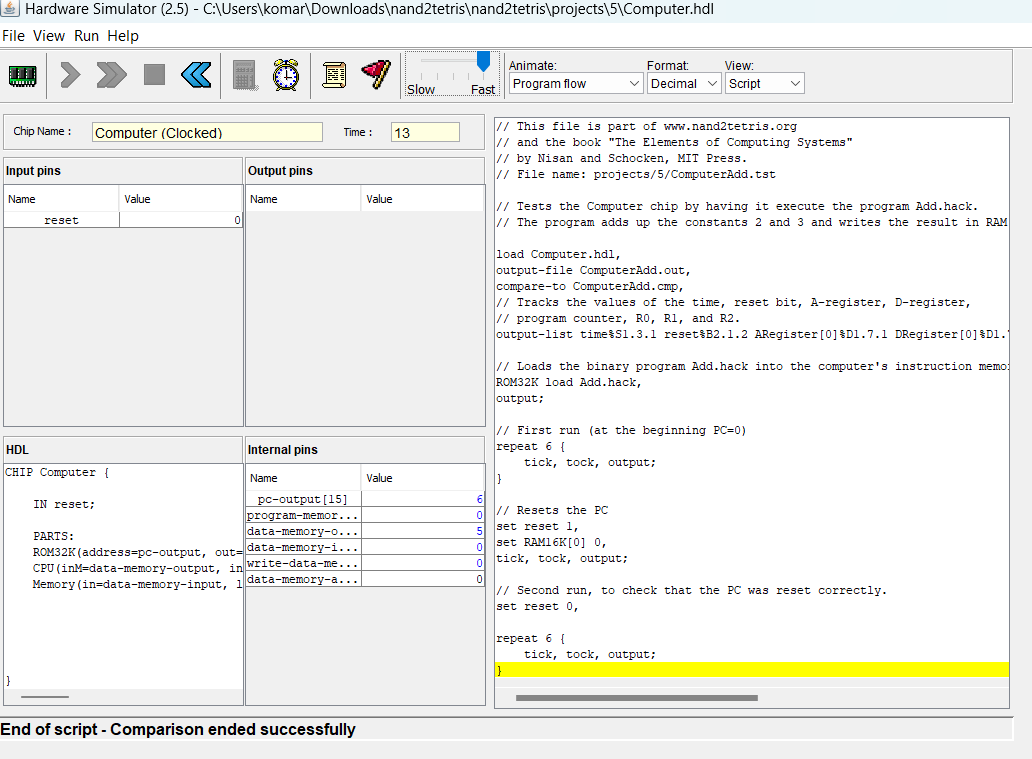 Hardware Simulator (2.5) - C:\Users\komar\Downloads\nand2tetris\nand2tetris\projects\5\Computer.hdl
File View Run Help
Slow Fast
Animate: Format: View:
Program flow Decimal Script
Chip Name : Computer (Clocked) Time : 13
Input pins
Name Value
reset 0
Output pins
Name Value
HDL
CHIP Computer {
IN reset;
PARTS:
ROM32K(address=pc-output, out=
CPU(inM=data-memory-output, in
Memory(in=data-memory-input, l
}
Internal pins
Name Value
pc-output[15] 6
program-memor... 0
data-memory-o... 5
data-memory-i... 0
write-data-me... 0
data-memory-a... 0
// This file is part of www.nand2tetris.org
// and the book "The Elements of Computing Systems"
// by Nisan and Schocken, MIT Press.
// File name: projects/5/ComputerAdd.tst
// Tests the Computer chip by having it execute the program Add.hack.
// The program adds up the constants 2 and 3 and writes the result in RAM
load Computer.hdl,
output-file ComputerAdd.out,
compare-to ComputerAdd.cmp,
// Tracks the values of the time, reset bit, A-register, D-register,
// program counter, R0, R1, and R2.
output-list time%S1.3.1 reset%B2.1.2 ARegister[0]%D1.7.1 DRegister[0]%D1.
// Loads the binary program Add.hack into the computer's instruction memo
ROM32K load Add.hack,
output;
// First run (at the beginning PC=0)
repeat 6 {
tick, tock, output;
}
// Resets the PC
set reset 1,
set RAM16K[0] 0,
tick, tock, output;
// Second run, to check that the PC was reset correctly.
set reset 0,
repeat 6 {
tick, tock, output;
}
End of script - Comparison ended successfully